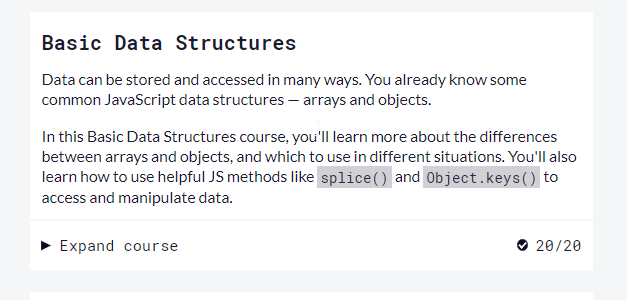 Basic Data Structures
Data can be stored and accessed in many ways. You already know some
common JavaScript data structures — arrays and objects.
In this Basic Data Structures course, you'll learn more about the differences
between arrays and objects, and which to use in different situations. You'll also
learn how to use helpful JS methods like splice() and Object.keys() to
access and manipulate data.
Expand course 20/20